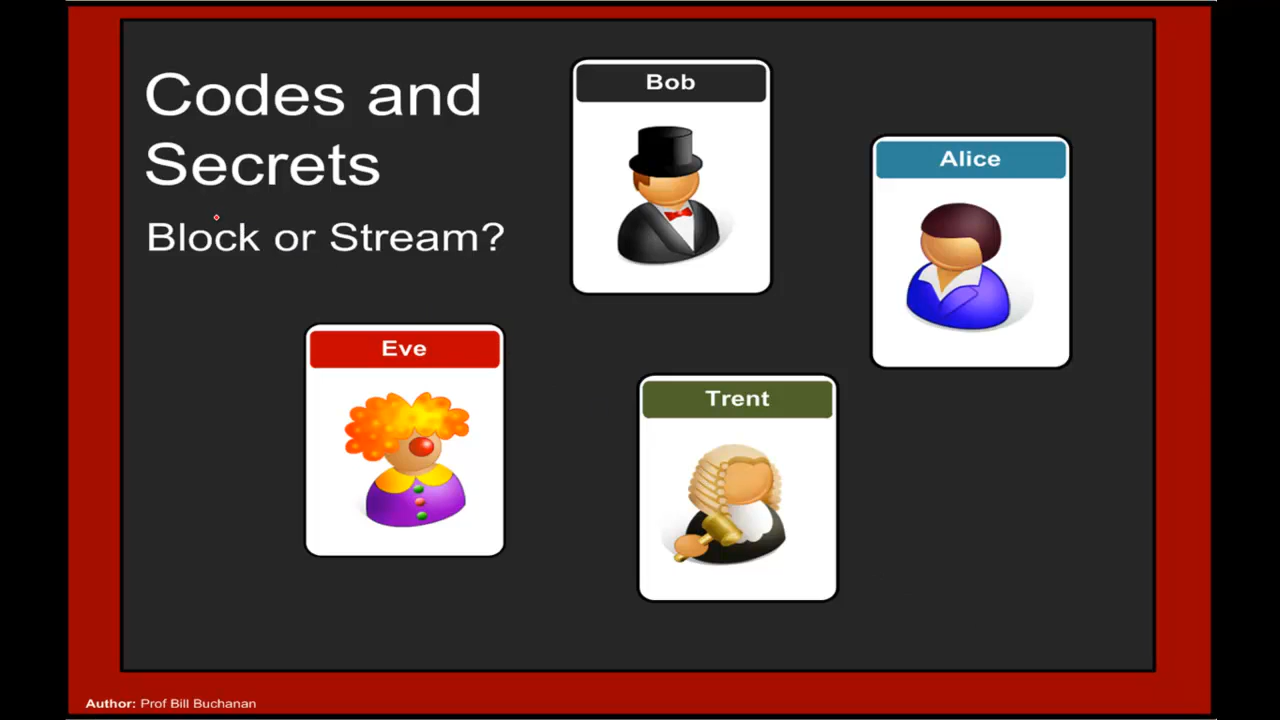 Codes and
Secrets
Block or Stream?
Bob
Alice
Eve
Trent
Author: Prof Bill Buchanan